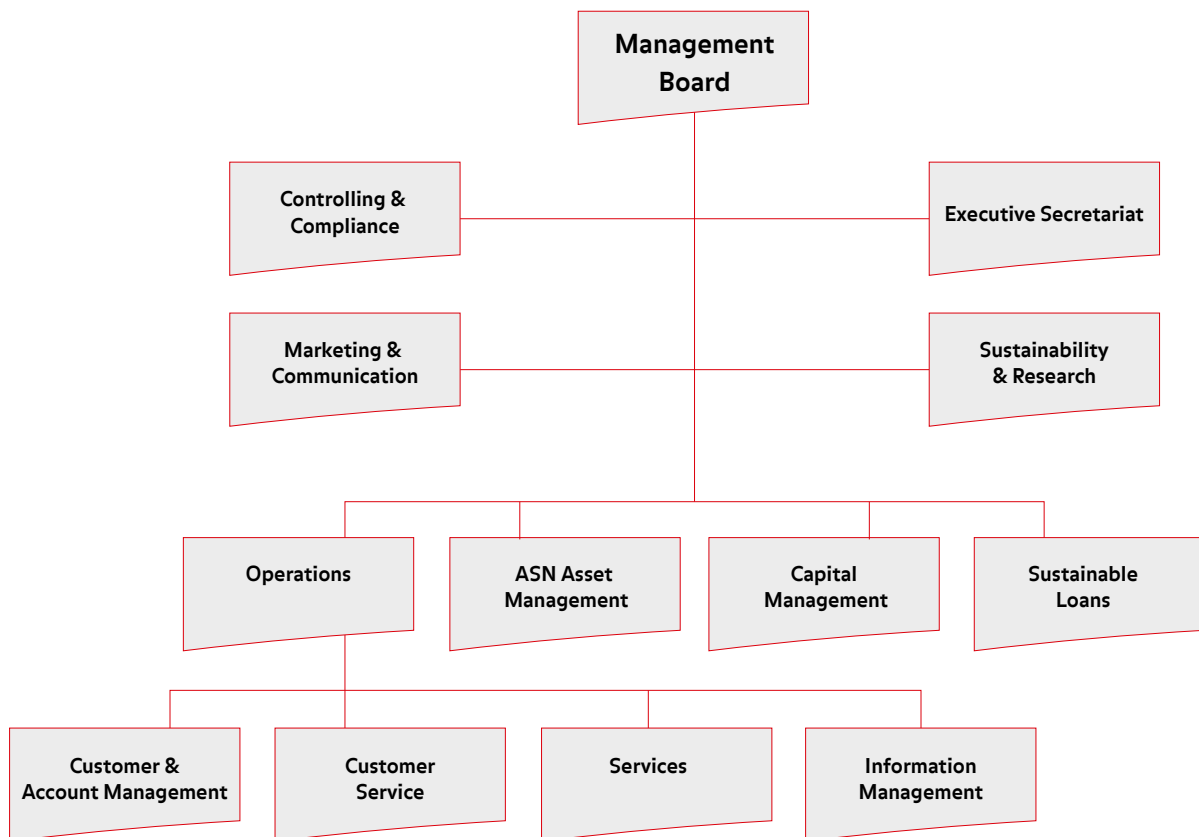 Management
Board
Controlling &
Compliance
Executive Secretariat
Marketing &
Communication
Sustainability
& Research
Operations
ASN Asset
Management
Capital
Management
Sustainable
Loans
Customer &
Account Management
Customer
Service
Services
Information
Management